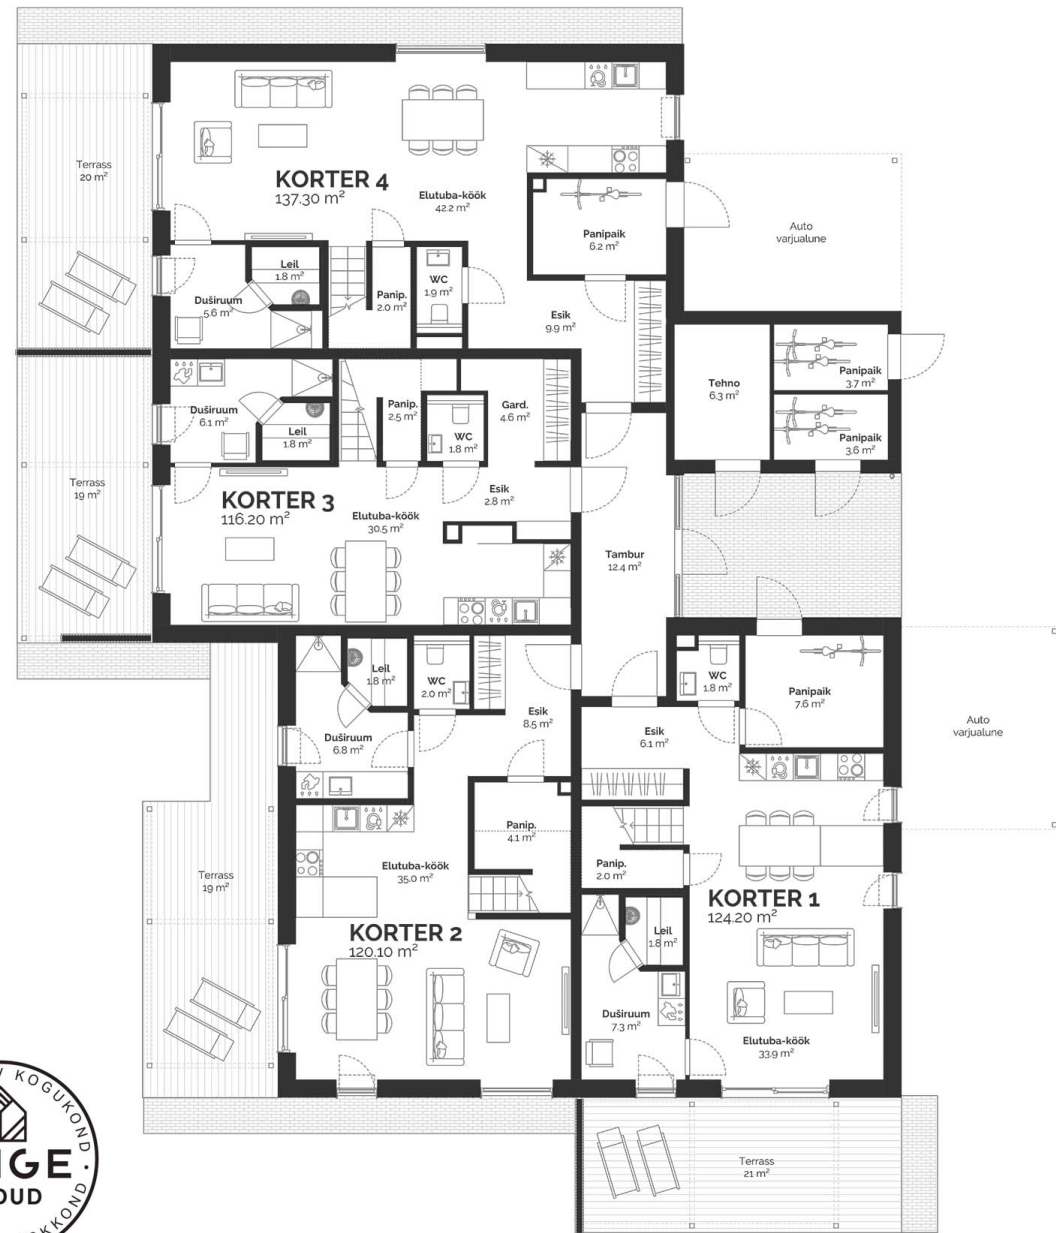 Terrass
20 m²
KORTER 4
137.30 m²
Elutuba-köök
42.2 m²
Panipaik
6.2 m²
Auto
varjualune
Leil
1.8 m²
Duširuum
5.6 m²
Panip.
2.0 m²
WC
1.9 m²
Esik
9.9 m²
Tehno
6.3 m²
Panipaik
3.7 m²
Panipaik
3.6 m²
Duširuum
6.1 m²
Leil
1.8 m²
Panip.
2.5 m²
WC
1.8 m²
Gard.
4.6 m²
Terrass
19 m²
KORTER 3
116.20 m²
Elutuba-köök
30.5 m²
Esik
2.8 m²
Tambur
12.4 m²
Leil
1.8 m²
WC
2.0 m²
Esik
8.5 m²
Duširuum
6.8 m²
WC
1.8 m²
Panipaik
7.6 m²
Esik
6.1 m²
Auto
varjualune
Terrass
19 m²
Panip.
4.1 m²
Elutuba-köök
35.0 m²
KORTER 2
120.10 m²
Panip.
2.0 m²
KORTER 1
124.20 m²
Leil
1.8 m²
Duširuum
7.3 m²
Elutuba-köök
33.9 m²
Terrass
21 m²
KOGUKOND